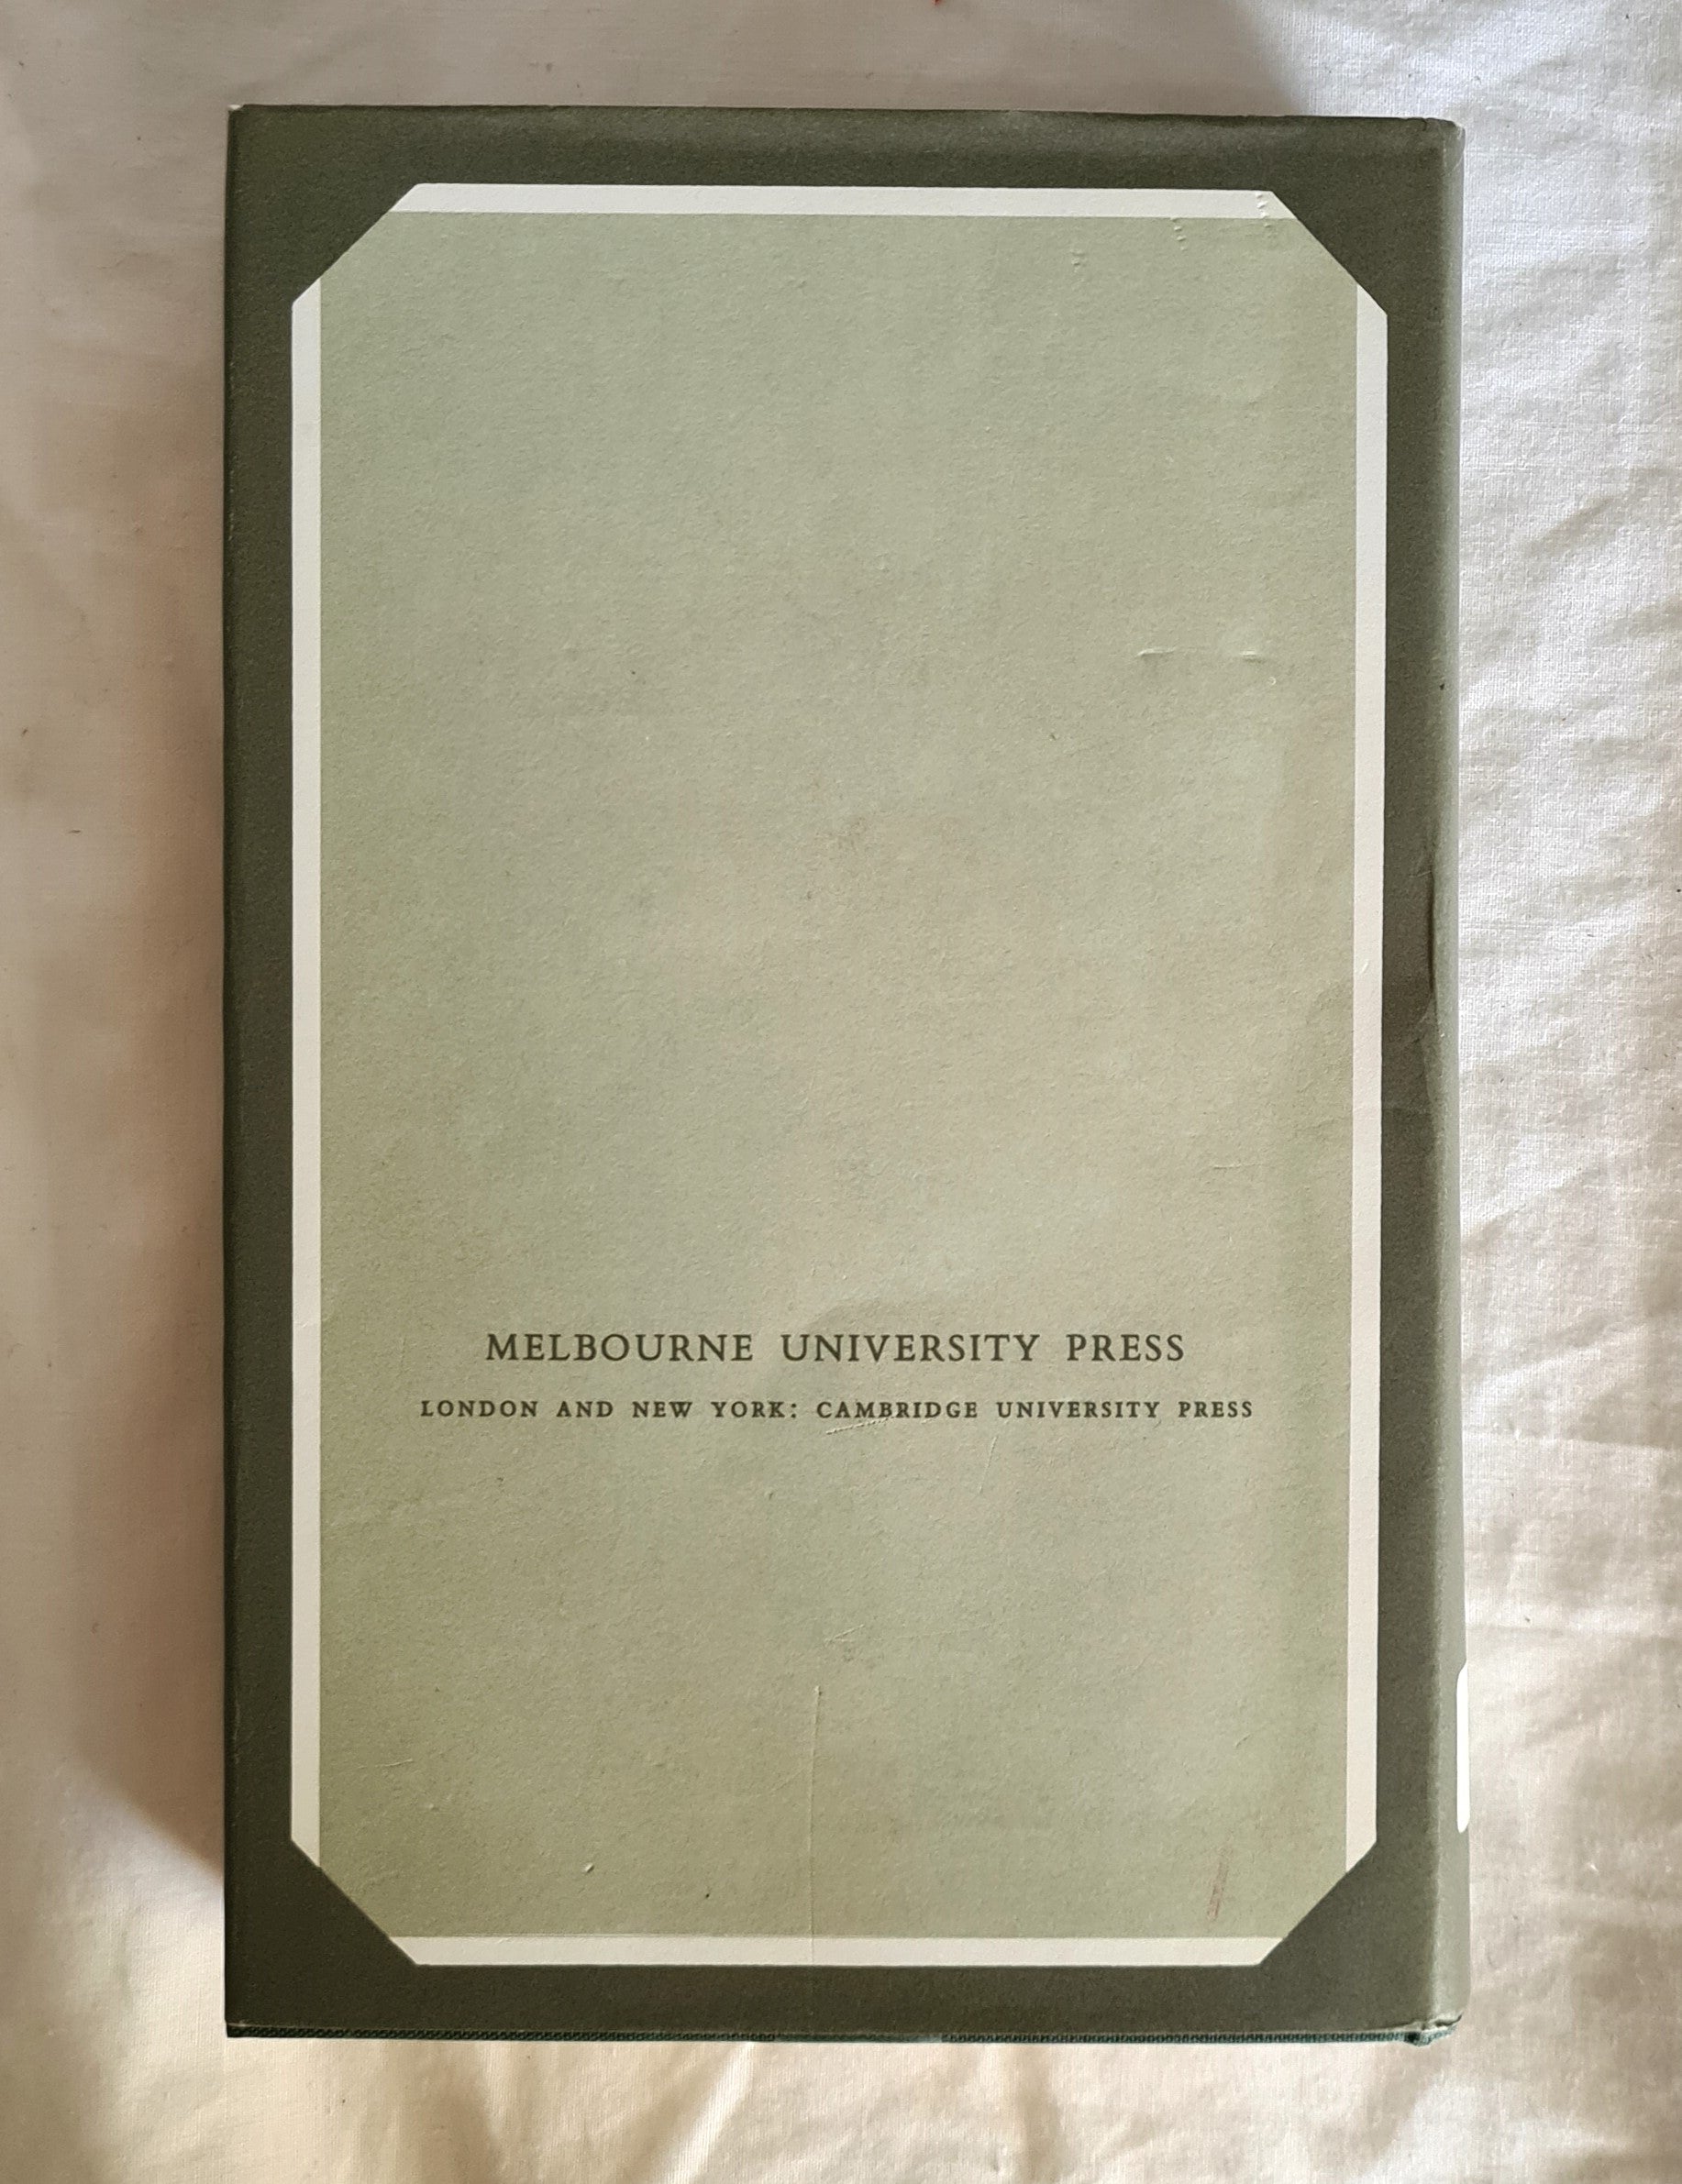 MELBOURNE UNIVERSITY PRESS
LONDON AND NEW YORK: CAMBRIDGE UNIVERSITY PRESS